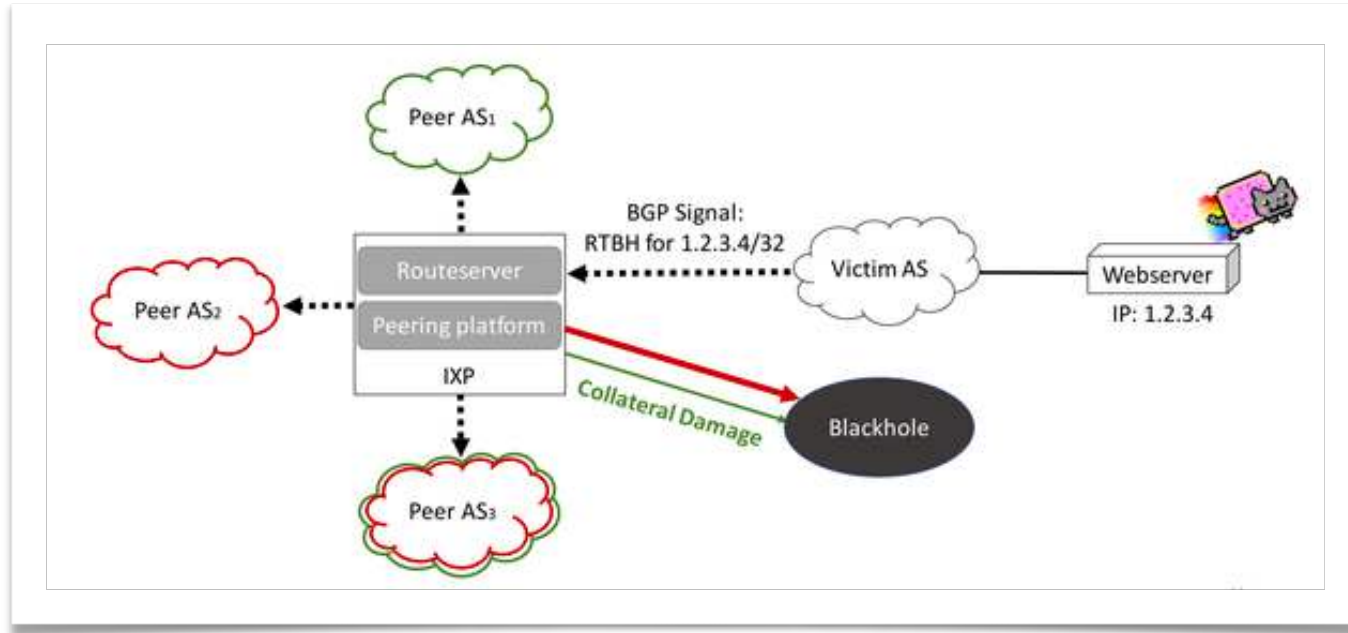 Peer AS₁
BGP Signal:
RTBH for 1.2.3.4/32
Routeserver
Victim AS
Webserver
Peer AS₂
Peering platform
IP: 1.2.3.4
IXP
Collateral Damage
Blackhole
Peer AS₃